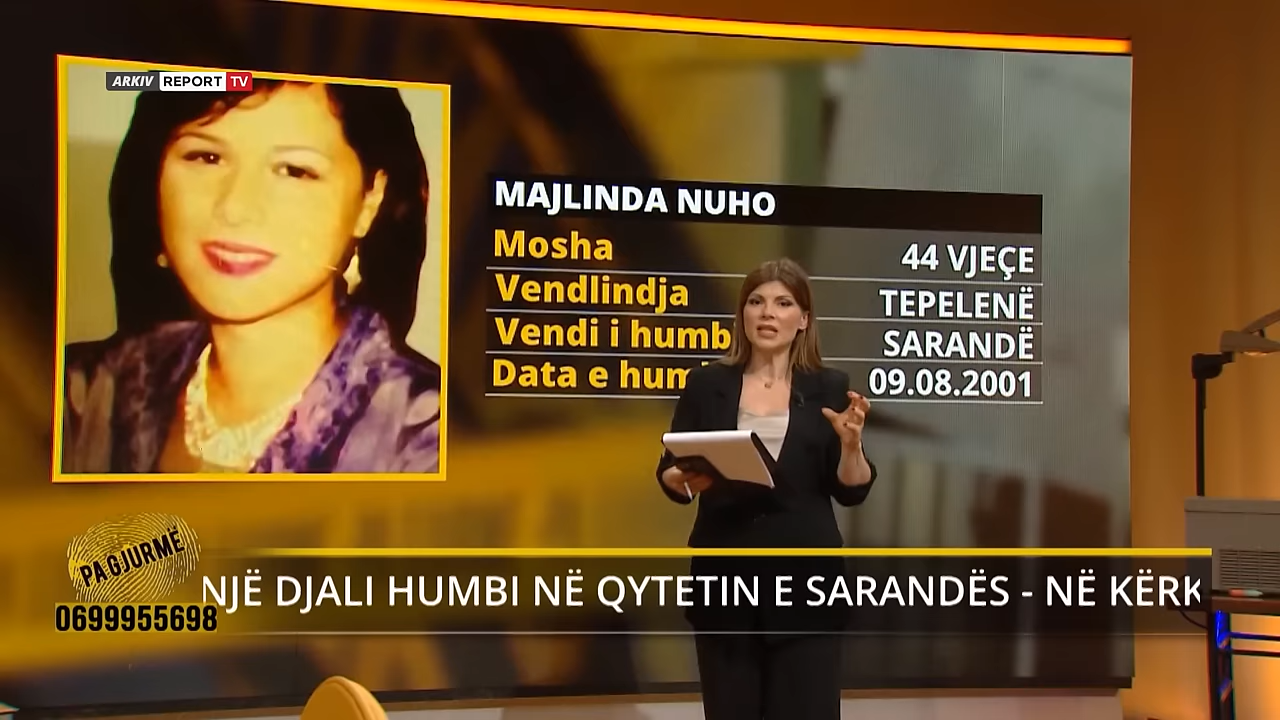 ARKIV REPORT TV
MAJLINDA NUHO
Mosha 44 VJEÇE
Vendlindja TEPELENË
Vendi i humb SARANDË
Data e hum 09.08.2001
PA GJURMË
0699955698
NJË DJALI HUMBI NË QYTETIN E SARANDËS - NË KËRK